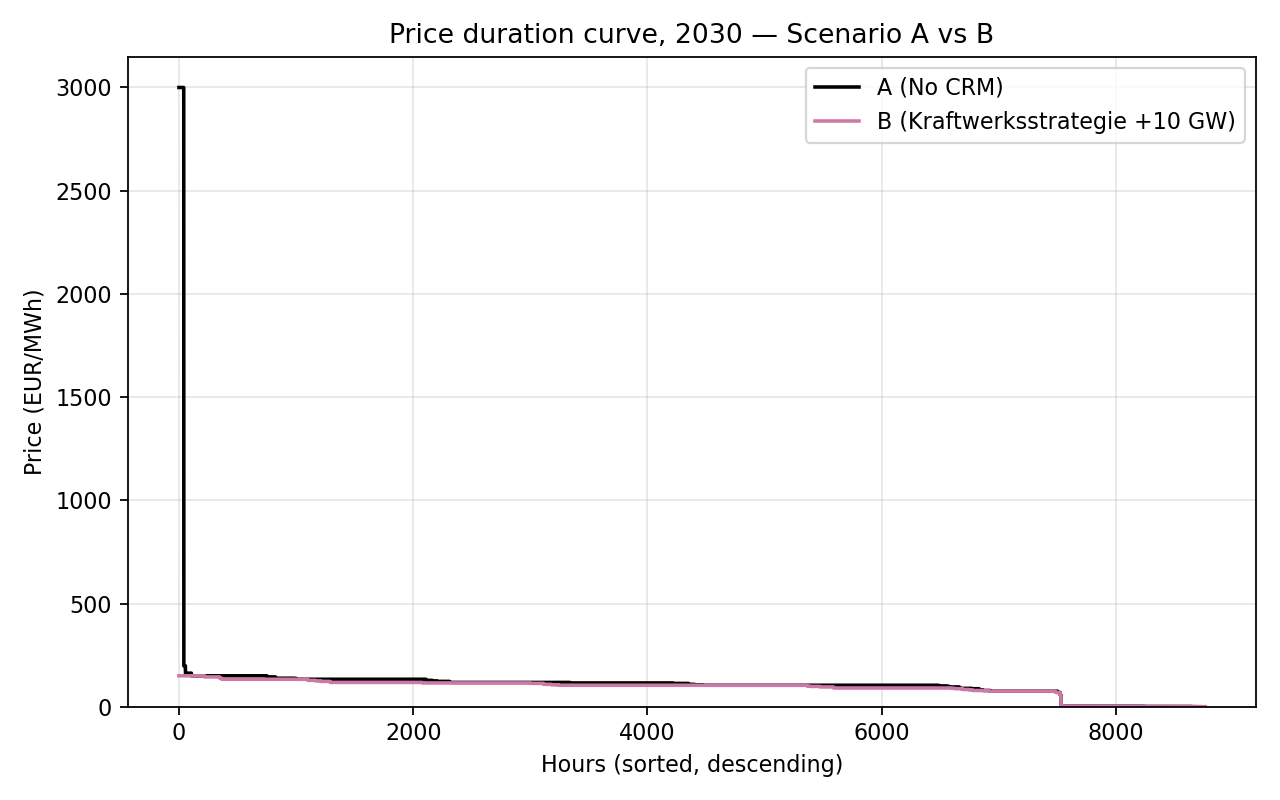 Price duration curve, 2030 — Scenario A vs B
A (No CRM)
B (Kraftwerksstrategie +10 GW)
Price (EUR/MWh)
3000
2500
2000
1500
1000
500
0
0 2000 4000 6000 8000
Hours (sorted, descending)